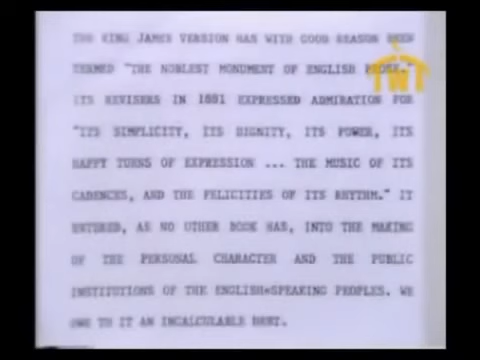 THE KING JAMES VERSION HAS WITH GOOD REASON BEEN
TERMED "THE NOBLEST MONUMENT OF ENGLISH PROSE."
ITS REVISERS IN 1881 EXPRESSED ADMIRATION FOR
"ITS SIMPLICITY, ITS DIGNITY, ITS POWER, ITS
HAPPY TURNS OF EXPRESSION ... THE MUSIC OF ITS
CADENCES, AND THE FELICITIES OF ITS RHYTHM." IT
ENTERED, AS NO OTHER BOOK HAS, INTO THE MAKING
OF THE PERSONAL CHARACTER AND THE PUBLIC
INSTITUTIONS OF THE ENGLISH-SPEAKING PEOPLES. WE
OWE TO IT AN INCALCULABLE DEBT.